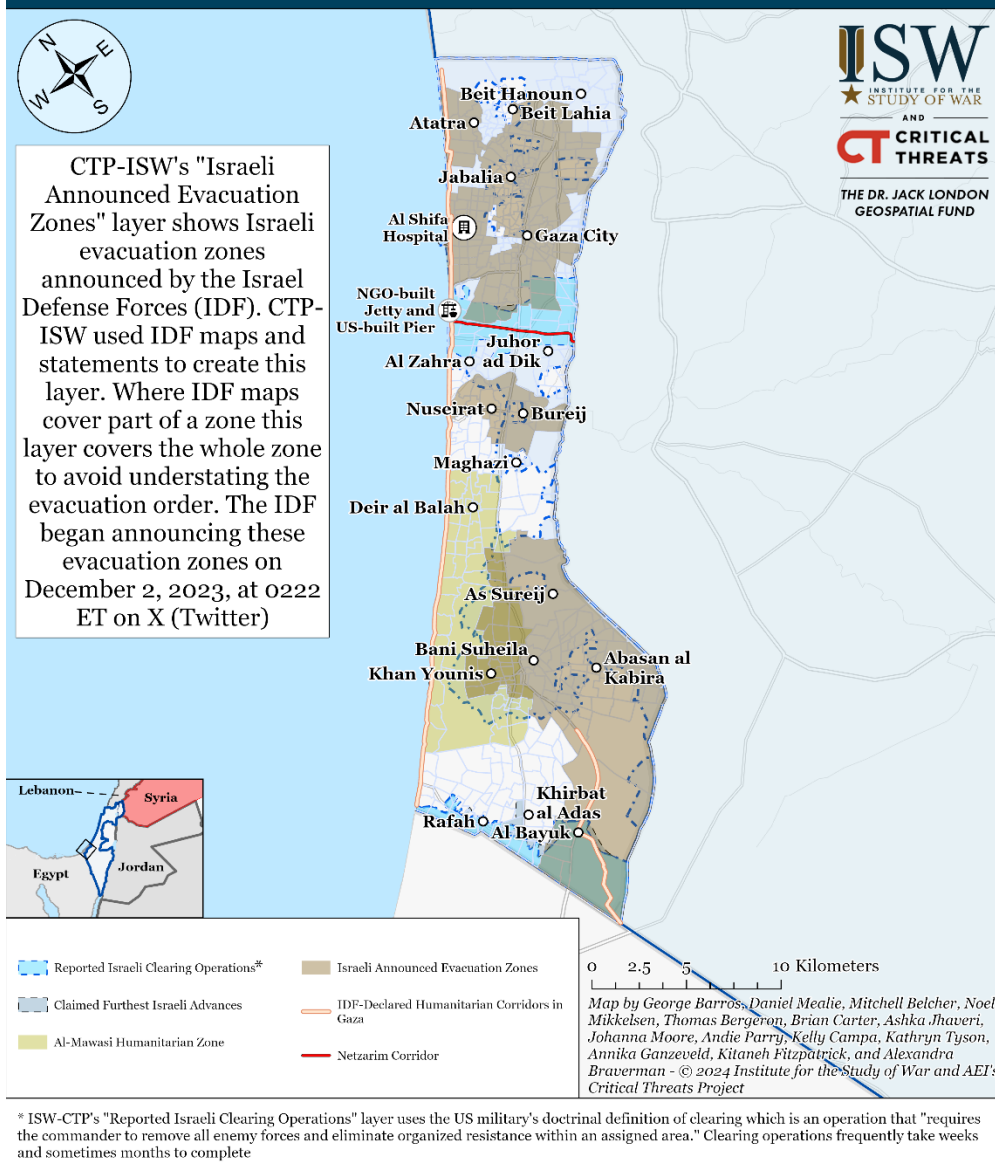 N
E
W
S
ISW
INSTITUTE FOR THE
STUDY OF WAR
AND
CT CRITICAL
THREATS
THE DR. JACK LONDON
GEOSPATIAL FUND
CTP-ISW's "Israeli
Announced Evacuation
Zones" layer shows Israeli
evacuation zones
announced by the Israel
Defense Forces (IDF). CTP-
ISW used IDF maps and
statements to create this
layer. Where IDF maps
cover part of a zone this
layer covers the whole zone
to avoid understating the
evacuation order. The IDF
began announcing these
evacuation zones on
December 2, 2023, at 0222
ET on X (Twitter)
Beit Hanoun
Beit Lahia
Atatra
Jabalia
Al Shifa
Hospital
Gaza City
NGO-built
Jetty and
US-built Pier
Juhor
ad Dik
Al Zahra
Nuseirat
Bureij
Maghazi
Deir al Balah
As Sureij
Bani Suheila
Abasan al
Kabira
Khan Younis
Khirbat
al Adas
Rafah
Al Bayuk
Lebanon
Syria
Egypt
Jordan
Reported Israeli Clearing Operations*
Claimed Furthest Israeli Advances
Al-Mawasi Humanitarian Zone
Israeli Announced Evacuation Zones
IDF-Declared Humanitarian Corridors in
Gaza
Netzarim Corridor
0 2.5 5 10 Kilometers
Map by George Barros, Daniel Mealie, Mitchell Belcher, Noel
Mikkelsen, Thomas Bergeron, Brian Carter, Ashka Jhaveri,
Johanna Moore, Andie Parry, Kelly Campa, Kathryn Tyson,
Annika Ganzeveld, Kitaneh Fitzpatrick, and Alexandra
Braverman - © 2024 Institute for the Study of War and AEI's
Critical Threats Project
* ISW-CTP's "Reported Israeli Clearing Operations" layer uses the US military's doctrinal definition of clearing which is an operation that "requires
the commander to remove all enemy forces and eliminate organized resistance within an assigned area." Clearing operations frequently take weeks
and sometimes months to complete